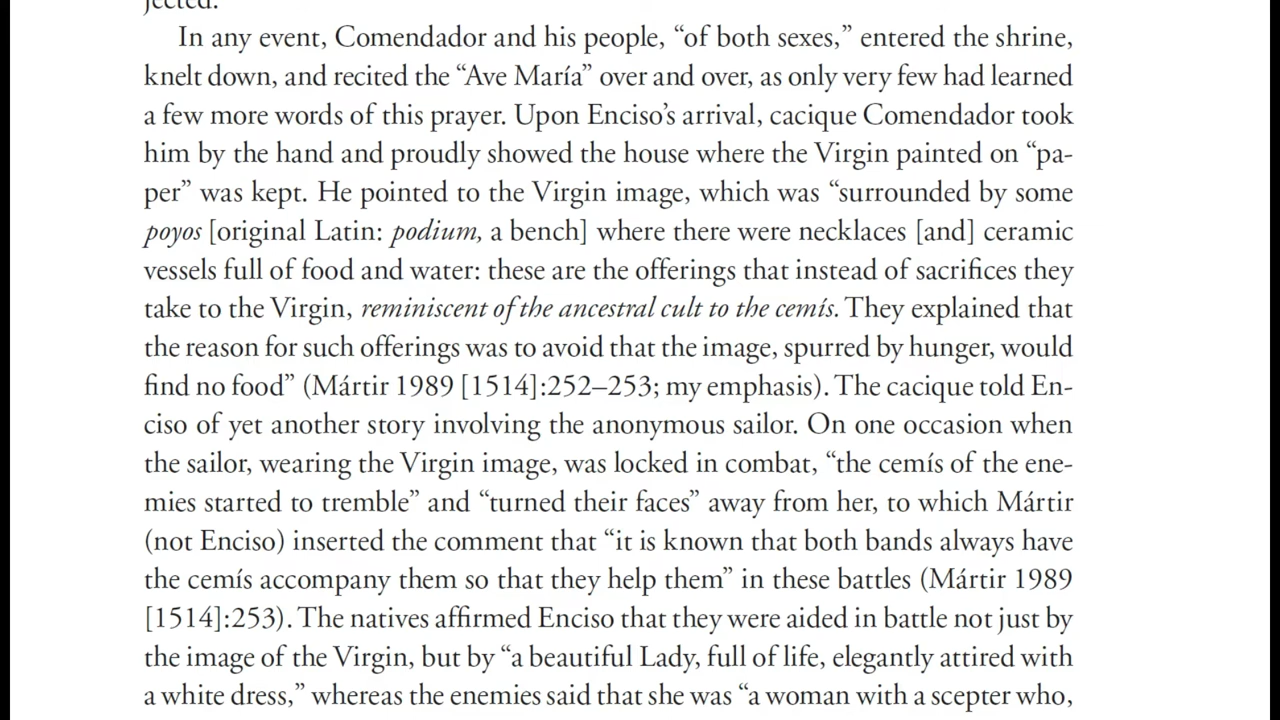 jected.
In any event, Comendador and his people, “of both sexes,” entered the shrine,
knelt down, and recited the “Ave María” over and over, as only very few had learned
a few more words of this prayer. Upon Enciso’s arrival, cacique Comendador took
him by the hand and proudly showed the house where the Virgin painted on “pa-
per” was kept. He pointed to the Virgin image, which was “surrounded by some
poyos [original Latin: podium, a bench] where there were necklaces [and] ceramic
vessels full of food and water: these are the offerings that instead of sacrifices they
take to the Virgin, reminiscent of the ancestral cult to the cemís. They explained that
the reason for such offerings was to avoid that the image, spurred by hunger, would
find no food” (Mártir 1989 [1514]:252–253; my emphasis). The cacique told En-
ciso of yet another story involving the anonymous sailor. On one occasion when
the sailor, wearing the Virgin image, was locked in combat, “the cemís of the ene-
mies started to tremble” and “turned their faces” away from her, to which Mártir
(not Enciso) inserted the comment that “it is known that both bands always have
the cemís accompany them so that they help them” in these battles (Mártir 1989
[1514]:253). The natives affirmed Enciso that they were aided in battle not just by
the image of the Virgin, but by “a beautiful Lady, full of life, elegantly attired with
a white dress,” whereas the enemies said that she was “a woman with a scepter who,